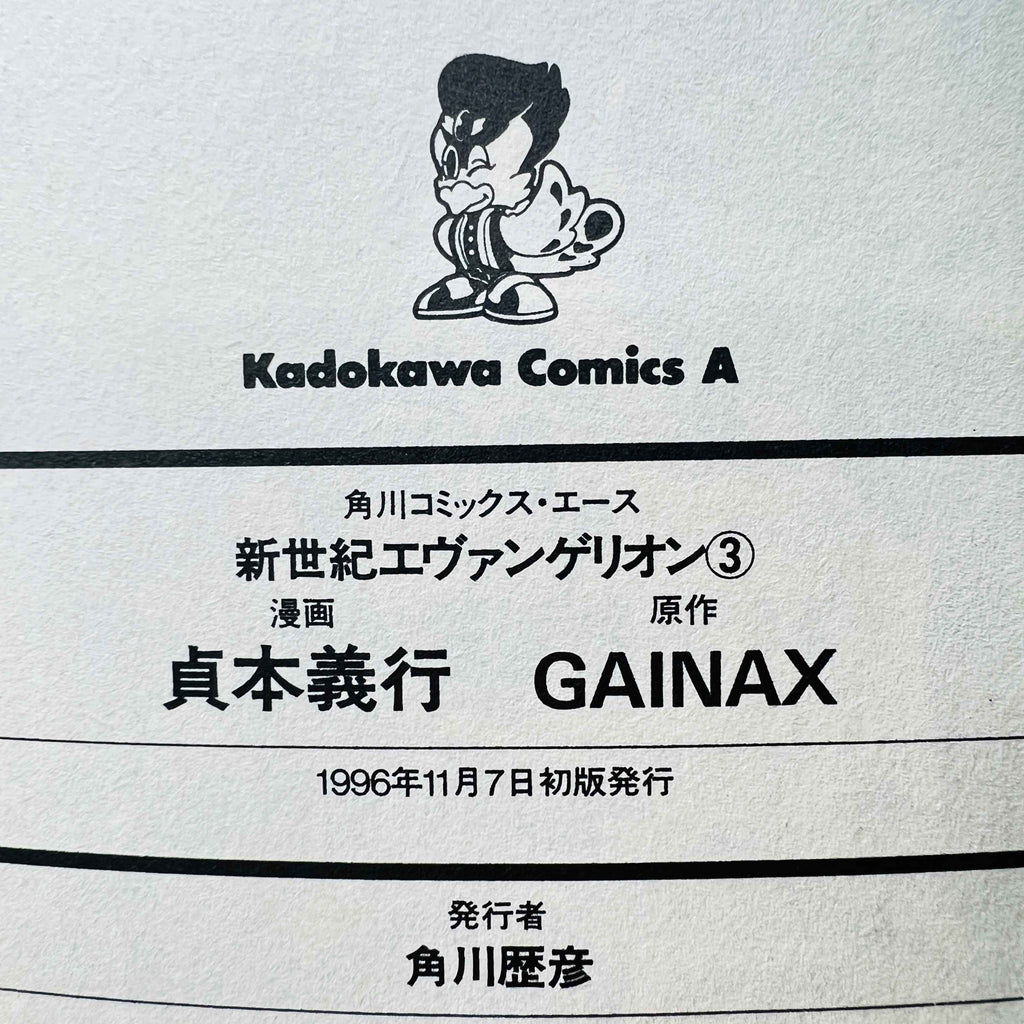 Kadokawa Comics A
角川コミックス・エース
新世紀エヴァンゲリオン③
漫画 原作
貞本義行 GAINAX
1996年11月7日初版発行
発行者
角川歴彦